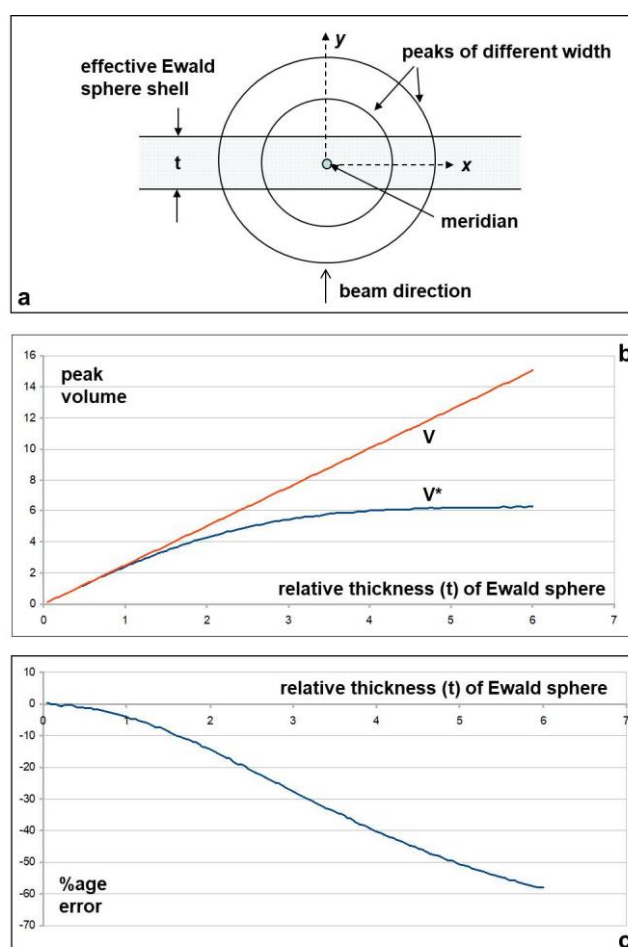 y
peaks of different width
effective Ewald
sphere shell
t
x
meridian
beam direction
a
b
16
14
12
10
8
6
4
2
0
peak
volume
V
V*
relative thickness (t) of Ewald sphere
0
1
2
3
4
5
6
7
10
0
-10
-20
-30
-40
-50
-60
-70
relative thickness (t) of Ewald sphere
0
1
2
3
4
5
6
7
%age
error
c